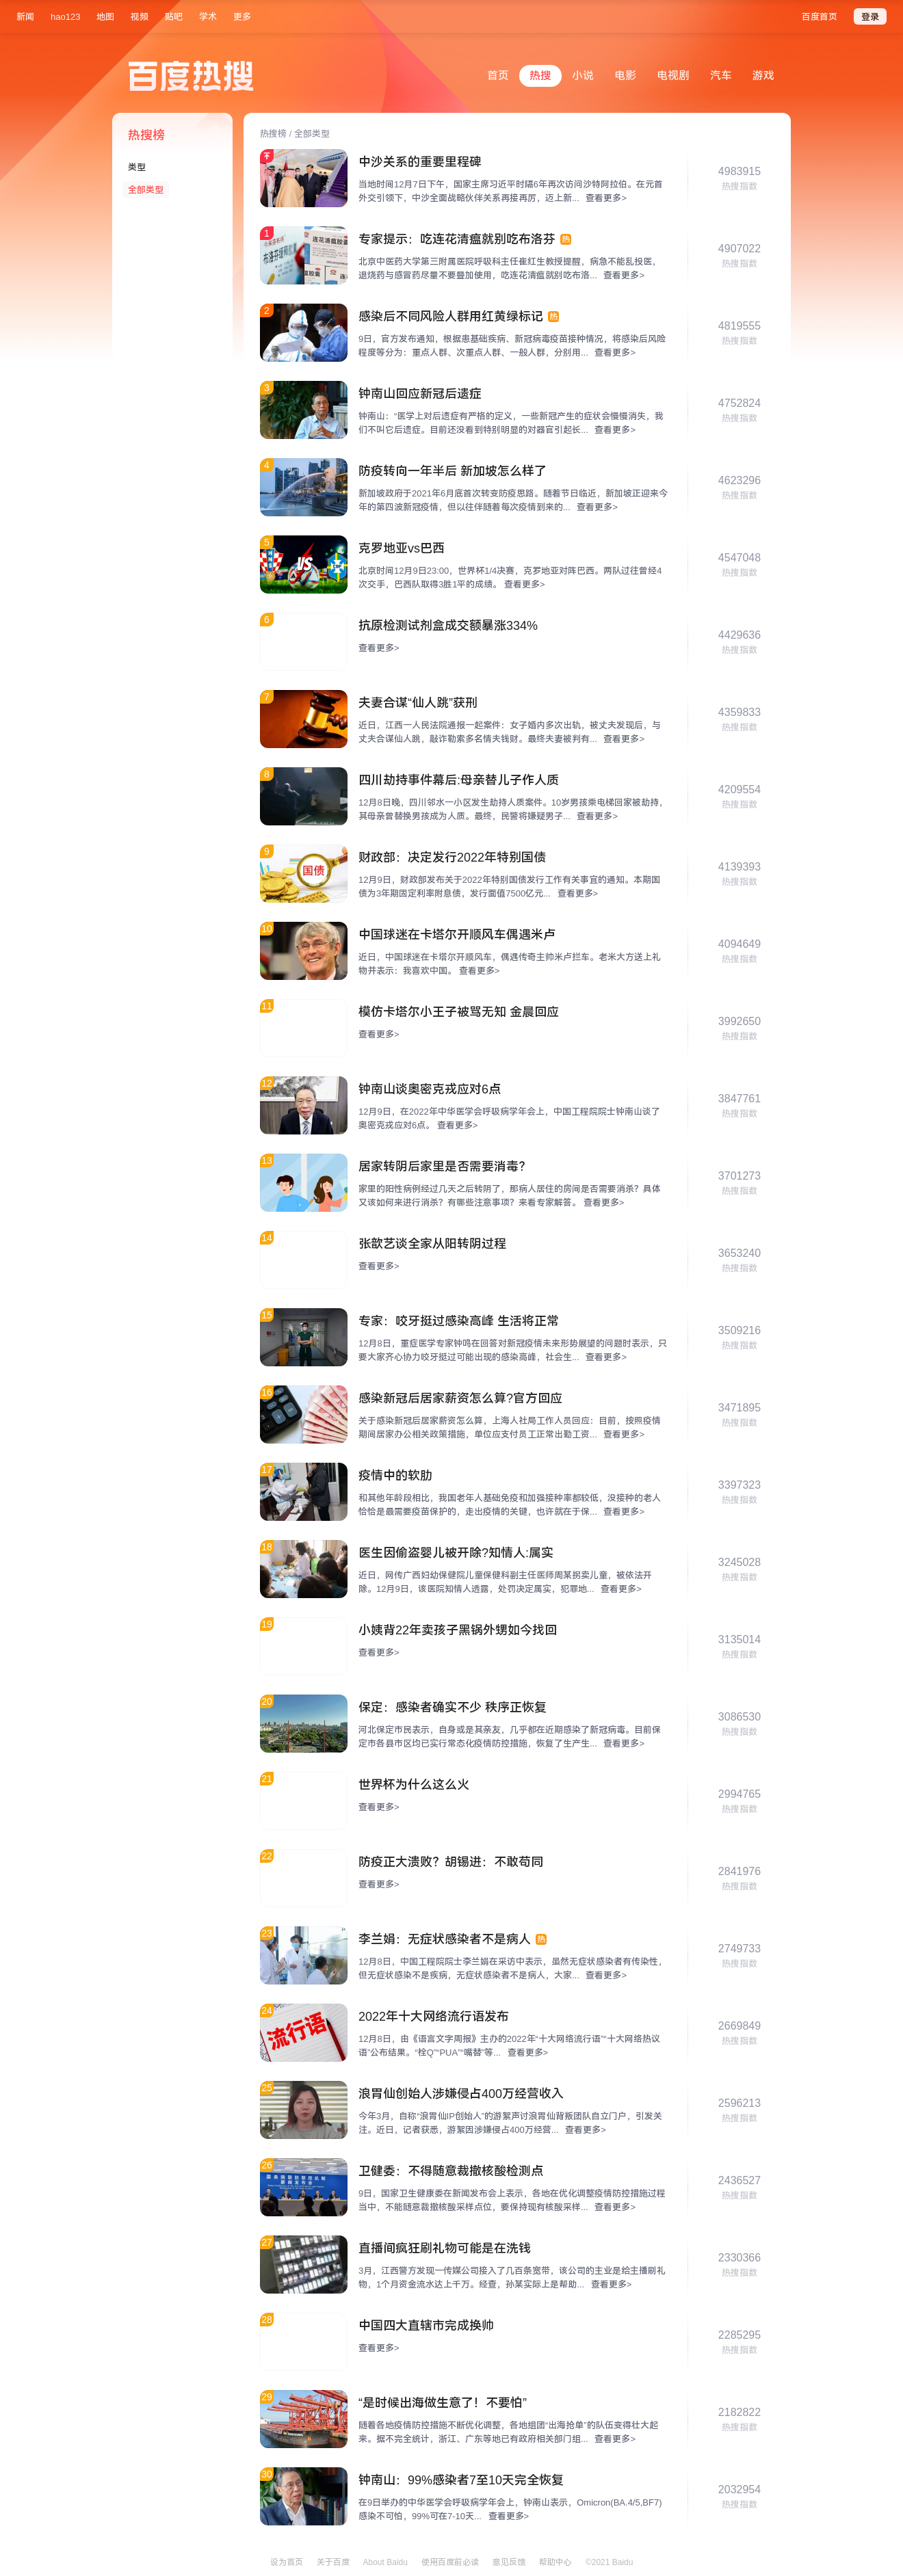 新闻 hao123 地图 视频 贴吧 学术 更多 百度首页 登录
百度热搜
首页 热搜 小说 电影 电视剧 汽车 游戏
热搜榜
类型
全部类型
热搜榜 / 全部类型
中沙关系的重要里程碑
当地时间12月7日下午，国家主席习近平时隔6年再次访问沙特阿拉伯。在元首
外交引领下，中沙全面战略伙伴关系再接再厉，迈上新... 查看更多>
4983915
热搜指数
1
专家提示：吃连花清瘟就别吃布洛芬 热
北京中医药大学第三附属医院呼吸科主任崔红生教授提醒，病急不能乱投医，
退烧药与感冒药尽量不要叠加使用，吃连花清瘟就别吃布洛... 查看更多>
4907022
热搜指数
2
感染后不同风险人群用红黄绿标记 热
9日，官方发布通知，根据患基础疾病、新冠病毒疫苗接种情况，将感染后风险
程度等分为：重点人群、次重点人群、一般人群，分别用... 查看更多>
4819555
热搜指数
3
钟南山回应新冠后遗症
钟南山：“医学上对后遗症有严格的定义，一些新冠产生的症状会慢慢消失，我
们不叫它后遗症。目前还没看到特别明显的对器官引起长... 查看更多>
4752824
热搜指数
4
防疫转向一年半后 新加坡怎么样了
新加坡政府于2021年6月底首次转变防疫思路。随着节日临近，新加坡正迎来今
年的第四波新冠疫情，但以往伴随着每次疫情到来的... 查看更多>
4623296
热搜指数
5
VS
克罗地亚vs巴西
北京时间12月9日23:00，世界杯1/4决赛，克罗地亚对阵巴西。两队过往曾经4
次交手，巴西队取得3胜1平的成绩。 查看更多>
4547048
热搜指数
6
抗原检测试剂盒成交额暴涨334%
查看更多>
4429636
热搜指数
7
夫妻合谋“仙人跳”获刑
近日，江西一人民法院通报一起案件：女子婚内多次出轨，被丈夫发现后，与
丈夫合谋仙人跳，敲诈勒索多名情夫钱财。最终夫妻被判有... 查看更多>
4359833
热搜指数
8
四川劫持事件幕后:母亲替儿子作人质
12月8日晚，四川邻水一小区发生劫持人质案件。10岁男孩乘电梯回家被劫持，
其母亲曾替换男孩成为人质。最终，民警将嫌疑男子... 查看更多>
4209554
热搜指数
9
国债
财政部：决定发行2022年特别国债
12月9日，财政部发布关于2022年特别国债发行工作有关事宜的通知。本期国
债为3年期固定利率附息债，发行面值7500亿元... 查看更多>
4139393
热搜指数
10
中国球迷在卡塔尔开顺风车偶遇米卢
近日，中国球迷在卡塔尔开顺风车，偶遇传奇主帅米卢拦车。老米大方送上礼
物并表示：我喜欢中国。 查看更多>
4094649
热搜指数
11
模仿卡塔尔小王子被骂无知 金晨回应
查看更多>
3992650
热搜指数
12
钟南山谈奥密克戎应对6点
12月9日，在2022年中华医学会呼吸病学年会上，中国工程院院士钟南山谈了
奥密克戎应对6点。 查看更多>
3847761
热搜指数
13
居家转阴后家里是否需要消毒？
家里的阳性病例经过几天之后转阴了，那病人居住的房间是否需要消杀？具体
又该如何来进行消杀？有哪些注意事项？来看专家解答。 查看更多>
3701273
热搜指数
14
张歆艺谈全家从阳转阴过程
查看更多>
3653240
热搜指数
15
专家：咬牙挺过感染高峰 生活将正常
12月8日，重症医学专家钟鸣在回答对新冠疫情未来形势展望的问题时表示，只
要大家齐心协力咬牙挺过可能出现的感染高峰，社会生... 查看更多>
3509216
热搜指数
16
感染新冠后居家薪资怎么算?官方回应
关于感染新冠后居家薪资怎么算，上海人社局工作人员回应：目前，按照疫情
期间居家办公相关政策措施，单位应支付员工正常出勤工资... 查看更多>
3471895
热搜指数
17
疫情中的软肋
和其他年龄段相比，我国老年人基础免疫和加强接种率都较低，没接种的老人
恰恰是最需要疫苗保护的，走出疫情的关键，也许就在于保... 查看更多>
3397323
热搜指数
18
医生因偷盗婴儿被开除?知情人:属实
近日，网传广西妇幼保健院儿童保健科副主任医师周某拐卖儿童，被依法开
除。12月9日，该医院知情人透露，处罚决定属实，犯罪地... 查看更多>
3245028
热搜指数
19
小姨背22年卖孩子黑锅外甥如今找回
查看更多>
3135014
热搜指数
20
保定：感染者确实不少 秩序正恢复
河北保定市民表示，自身或是其亲友，几乎都在近期感染了新冠病毒。目前保
定市各县市区均已实行常态化疫情防控措施，恢复了生产生... 查看更多>
3086530
热搜指数
21
世界杯为什么这么火
查看更多>
2994765
热搜指数
22
防疫正大溃败？胡锡进：不敢苟同
查看更多>
2841976
热搜指数
23
李兰娟：无症状感染者不是病人 热
12月8日，中国工程院院士李兰娟在采访中表示，虽然无症状感染者有传染性，
但无症状感染不是疾病，无症状感染者不是病人，大家... 查看更多>
2749733
热搜指数
24
流行语
2022年十大网络流行语发布
12月8日，由《语言文字周报》主办的2022年“十大网络流行语”“十大网络热议
语”公布结果。“栓Q”“PUA”“嘴替”等... 查看更多>
2669849
热搜指数
25
浪胃仙创始人涉嫌侵占400万经营收入
今年3月，自称“浪胃仙IP创始人”的游絮声讨浪胃仙背叛团队自立门户，引发关
注。近日，记者获悉，游絮因涉嫌侵占400万经营... 查看更多>
2596213
热搜指数
26
卫健委：不得随意裁撤核酸检测点
9日，国家卫生健康委在新闻发布会上表示，各地在优化调整疫情防控措施过程
当中，不能随意裁撤核酸采样点位，要保持现有核酸采样... 查看更多>
2436527
热搜指数
27
直播间疯狂刷礼物可能是在洗钱
3月，江西警方发现一传媒公司接入了几百条宽带，该公司的主业是给主播刷礼
物，1个月资金流水达上千万。经查，孙某实际上是帮助... 查看更多>
2330366
热搜指数
28
中国四大直辖市完成换帅
查看更多>
2285295
热搜指数
29
“是时候出海做生意了！不要怕”
随着各地疫情防控措施不断优化调整，各地组团“出海抢单”的队伍变得壮大起
来。据不完全统计，浙江、广东等地已有政府相关部门组... 查看更多>
2182822
热搜指数
30
钟南山：99%感染者7至10天完全恢复
在9日举办的中华医学会呼吸病学年会上，钟南山表示，Omicron(BA.4/5,BF7)
感染不可怕，99%可在7-10天... 查看更多>
2032954
热搜指数
设为首页 关于百度 About Baidu 使用百度前必读 意见反馈 帮助中心 ©2021 Baidu